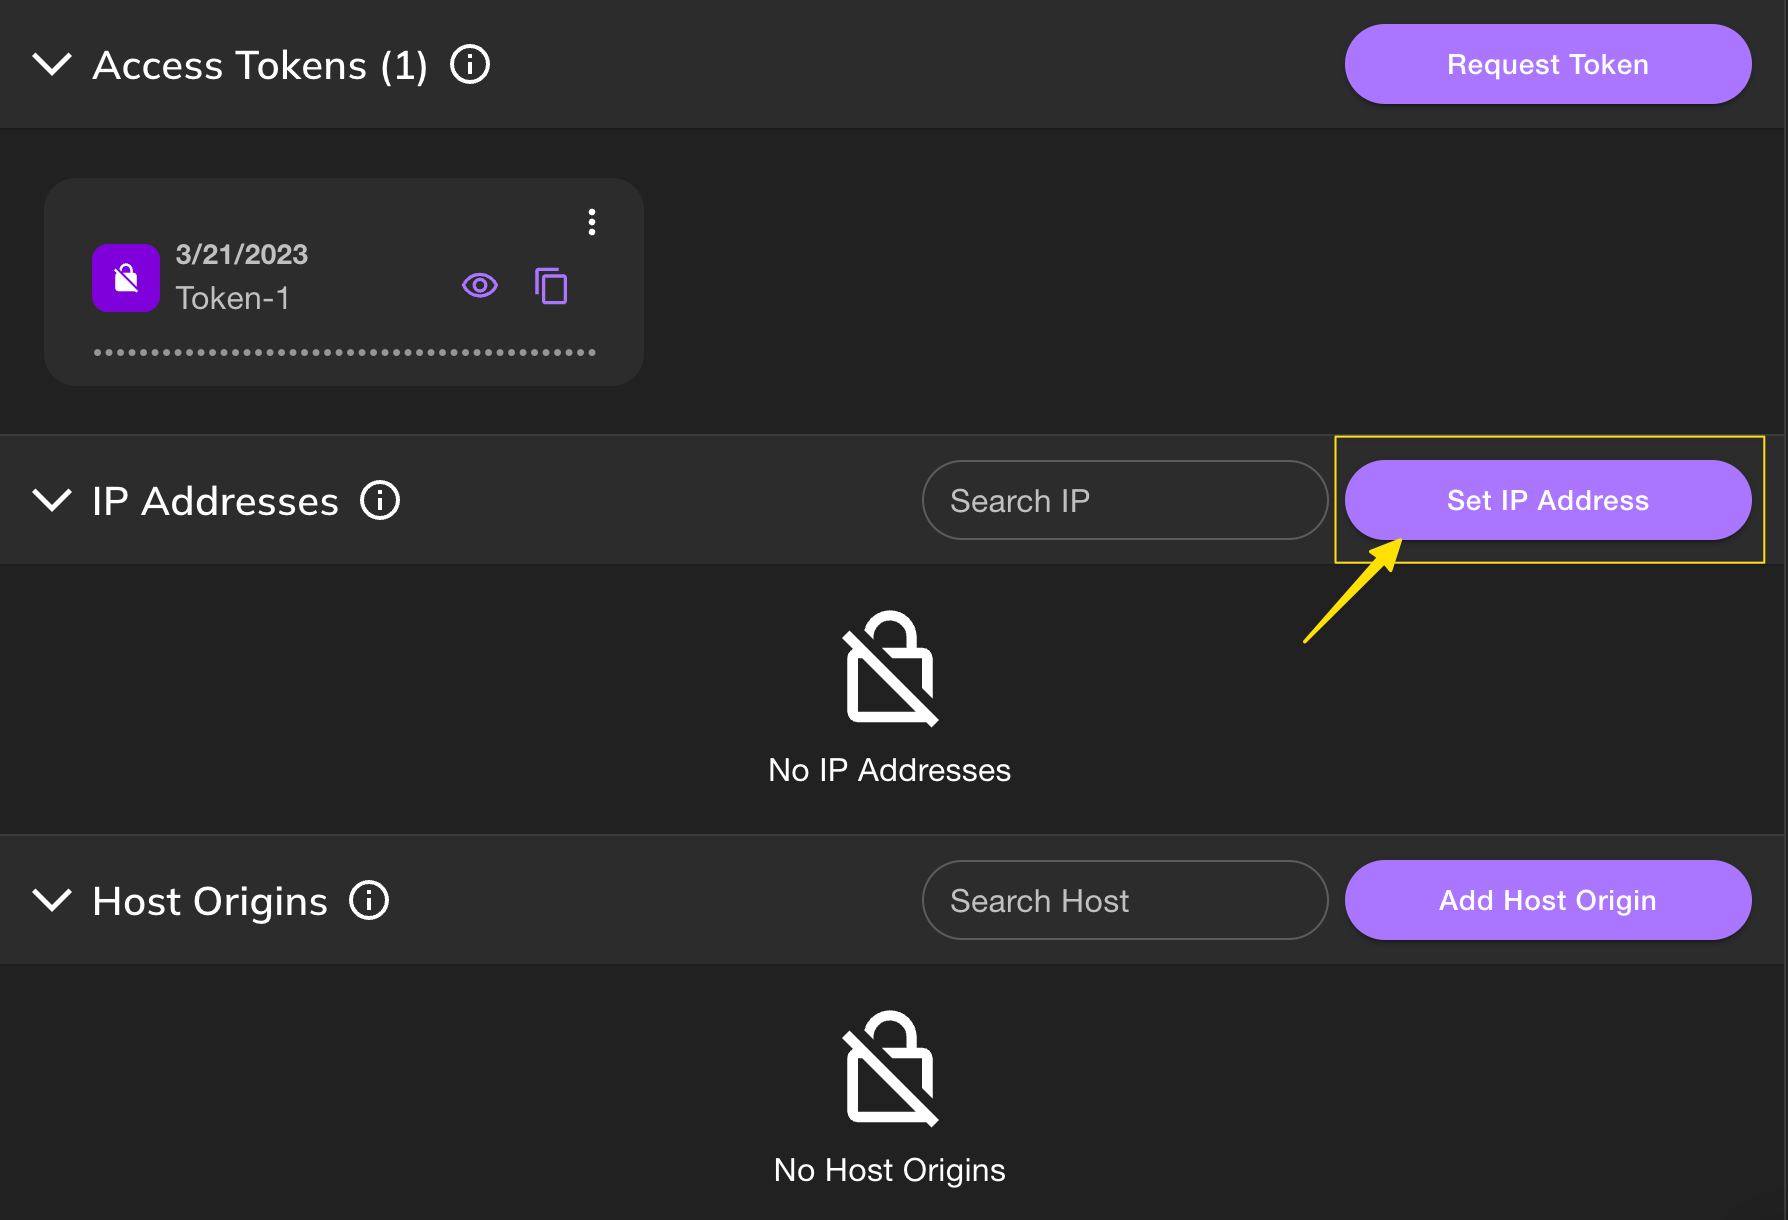 Access Tokens (1)
Request Token
3/21/2023
Token-1
IP Addresses
Search IP
Set IP Address
No IP Addresses
Host Origins
Search Host
Add Host Origin
No Host Origins